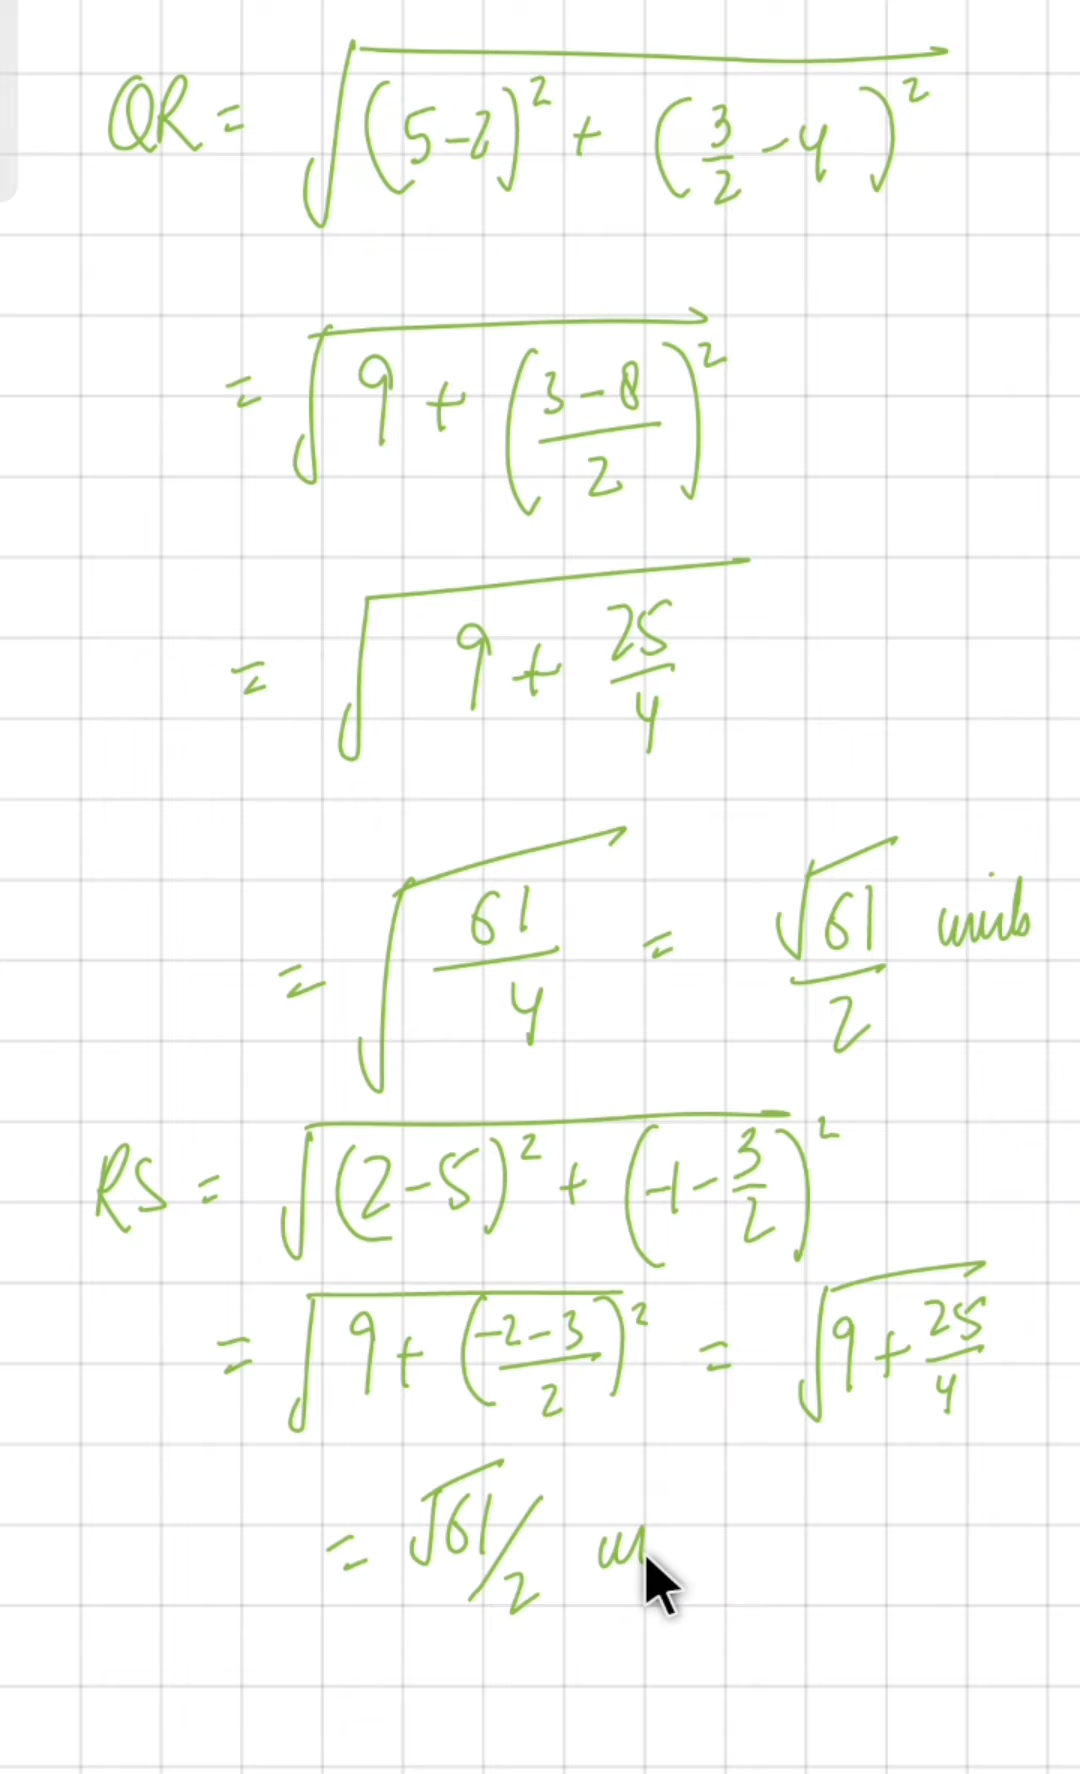 QR = √((5-2)² + (3/2 - 4)²)
= √(9 + ((3-8)/2)²)
= √(9 + 25/4)
= √(61/4) = √61/2 units
RS = √((2-5)² + (-1 - 3/2)²)
= √(9 + ((-2-3)/2)²) = √(9 + 25/4)
= √61/2 un